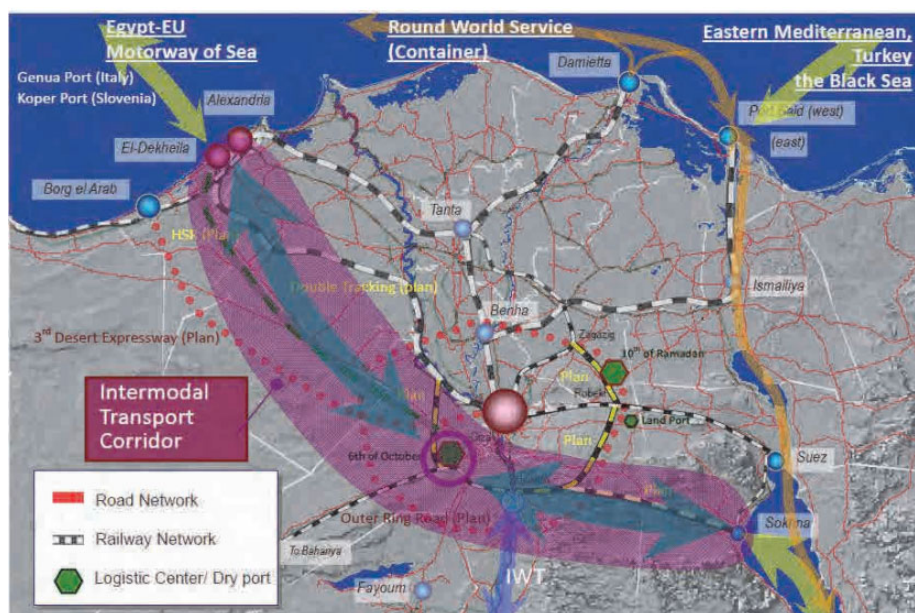 Egypt-EU
Motorway of Sea
Genua Port (Italy)
Koper Port (Slovenia)
Round World Service
(Container)
Eastern Mediterranean,
Turkey
the Black Sea
Damietta
Alexandria
Port Said (west)
(east)
El-Dekheila
Borg el Arab
Tanta
HSR (Plan)
Double Tracking (plan)
Ismailiya
3rd Desert Expressway (Plan)
Benha
Zagazig
10th of Ramadan
Plan
Robeki
Intermodal
Transport
Corridor
Plan
Land Port
Plan
6th of October
Suez
Plan
Outer Ring Road (Plan)
Sokhna
To Bahariya
IWT
Fayoum
Road Network
Railway Network
Logistic Center/ Dry port